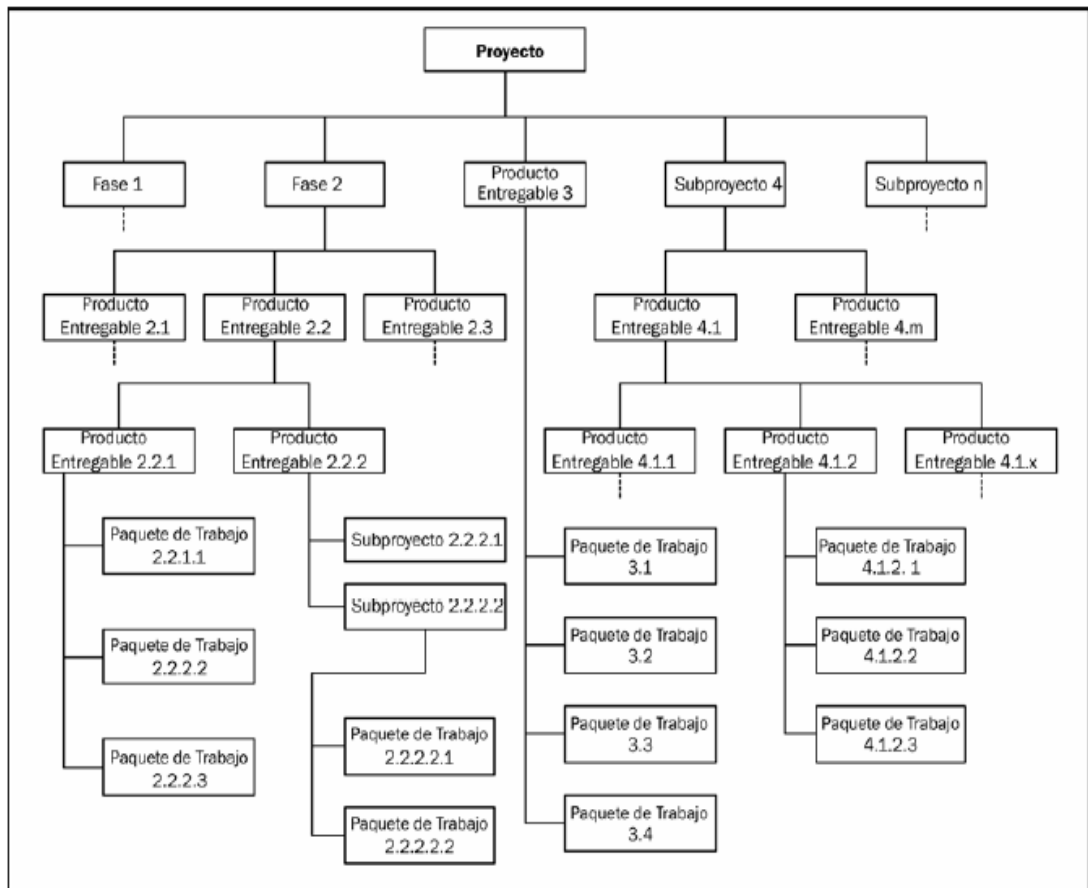 Proyecto
Fase 1
Fase 2
Producto
Entregable 3
Subproyecto 4
Subproyecto n
Producto
Entregable 2.1
Producto
Entregable 2.2
Producto
Entregable 2.3
Producto
Entregable 4.1
Producto
Entregable 4.m
Producto
Entregable 2.2.1
Producto
Entregable 2.2.2
Producto
Entregable 4.1.1
Producto
Entregable 4.1.2
Producto
Entregable 4.1.x
Paquete de Trabajo
2.2.1.1
Paquete de Trabajo
2.2.2.2
Paquete de Trabajo
2.2.2.3
Subproyecto 2.2.2.1
Subproyecto 2.2.2.2
Paquete de Trabajo
2.2.2.2.1
Paquete de Trabajo
2.2.2.2.2
Paquete de Trabajo
3.1
Paquete de Trabajo
3.2
Paquete de Trabajo
3.3
Paquete de Trabajo
3.4
Paquete de Trabajo
4.1.2. 1
Paquete de Trabajo
4.1.2.2
Paquete de Trabajo
4.1.2.3